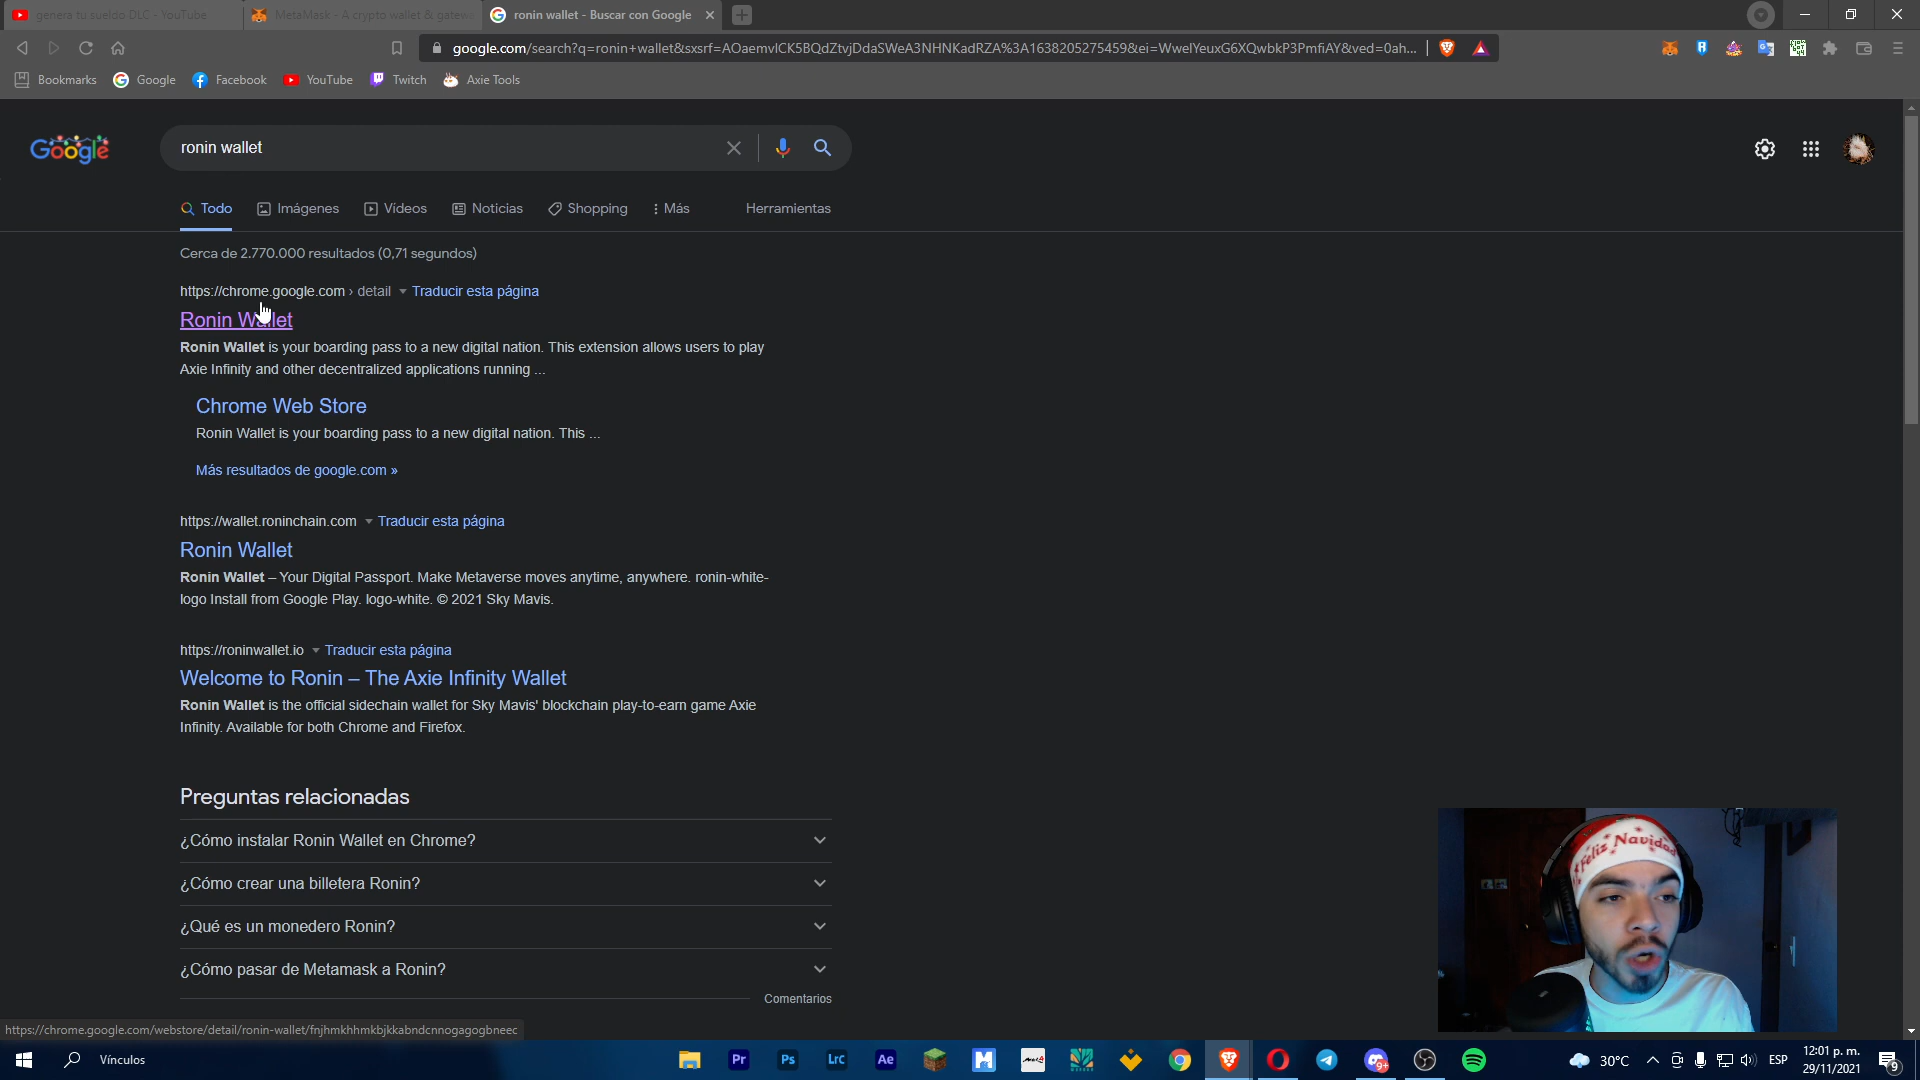 genera tu sueldo DLC - YouTube
MetaMask - A crypto wallet & gatew
ronin wallet - Buscar con Google
google.com/search?q=ronin+wallet&sxsrf=AOaemvICK5BQdZtvjDdaSWeA3NHNKadRZA%3A1638205275459&ei=WwelYeuxG6XQwbkP3PmfiAY&ved=0ah...
Bookmarks Google Facebook YouTube Twitch Axie Tools
Google
ronin wallet
Todo Imágenes Vídeos Noticias Shopping Más Herramientas
Cerca de 2.770.000 resultados (0,71 segundos)
https://chrome.google.com › detail Traducir esta página
Ronin Wallet
Ronin Wallet is your boarding pass to a new digital nation. This extension allows users to play
Axie Infinity and other decentralized applications running ...
Chrome Web Store
Ronin Wallet is your boarding pass to a new digital nation. This ...
Más resultados de google.com »
https://wallet.roninchain.com Traducir esta página
Ronin Wallet
Ronin Wallet – Your Digital Passport. Make Metaverse moves anytime, anywhere. ronin-white-
logo Install from Google Play. logo-white. © 2021 Sky Mavis.
https://roninwallet.io Traducir esta página
Welcome to Ronin – The Axie Infinity Wallet
Ronin Wallet is the official sidechain wallet for Sky Mavis' blockchain play-to-earn game Axie
Infinity. Available for both Chrome and Firefox.
Preguntas relacionadas
¿Cómo instalar Ronin Wallet en Chrome?
¿Cómo crear una billetera Ronin?
¿Qué es un monedero Ronin?
¿Cómo pasar de Metamask a Ronin?
Comentarios
Feliz Navidad
https://chrome.google.com/webstore/detail/ronin-wallet/fnjhmkhhmkbjkkabndcnnogagogbneec
Vínculos
Pr Ps Lrc Ae
9+
30°C
ESP
12:01 p. m.
29/11/2021
9